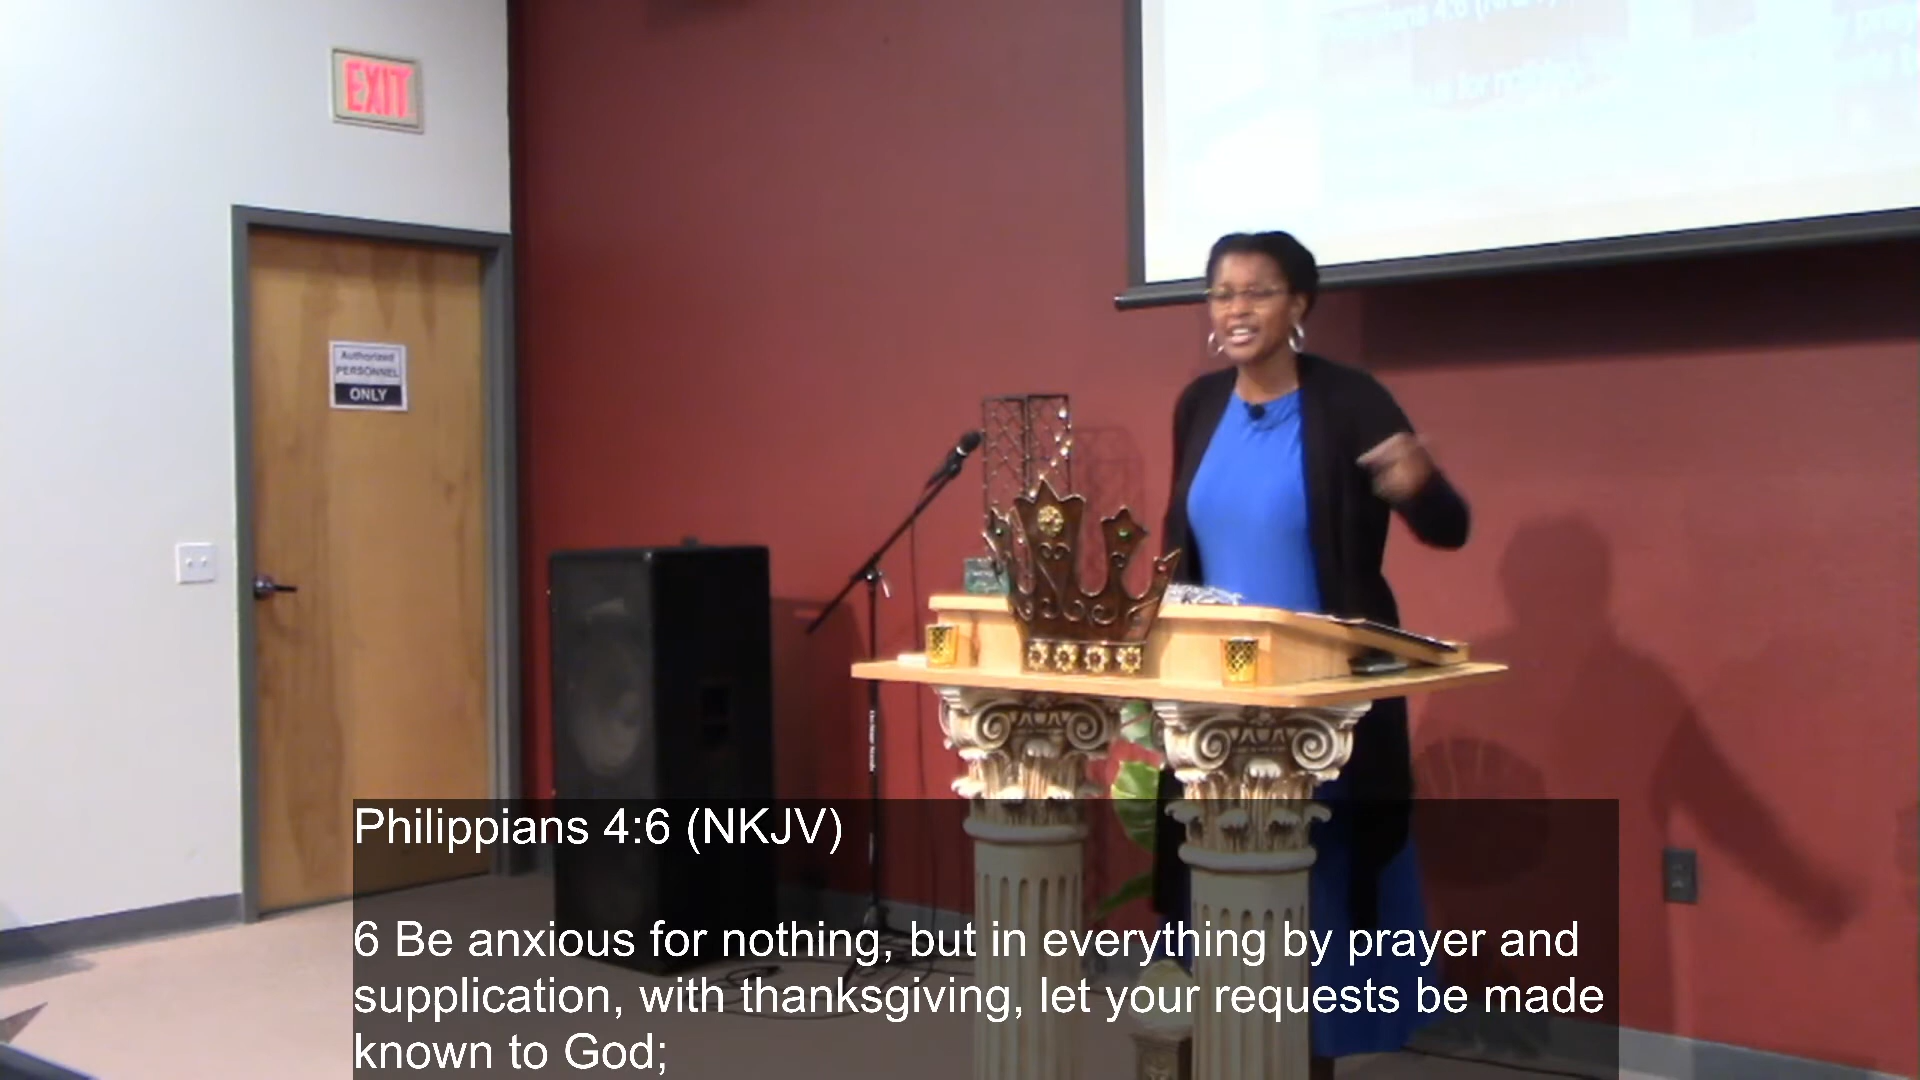 EXIT
Authorized
PERSONNEL
ONLY
Philippians 4:6 (NKJV)
6 Be anxious for nothing, but in everything by prayer and
supplication, with thanksgiving, let your requests be made
known to God;